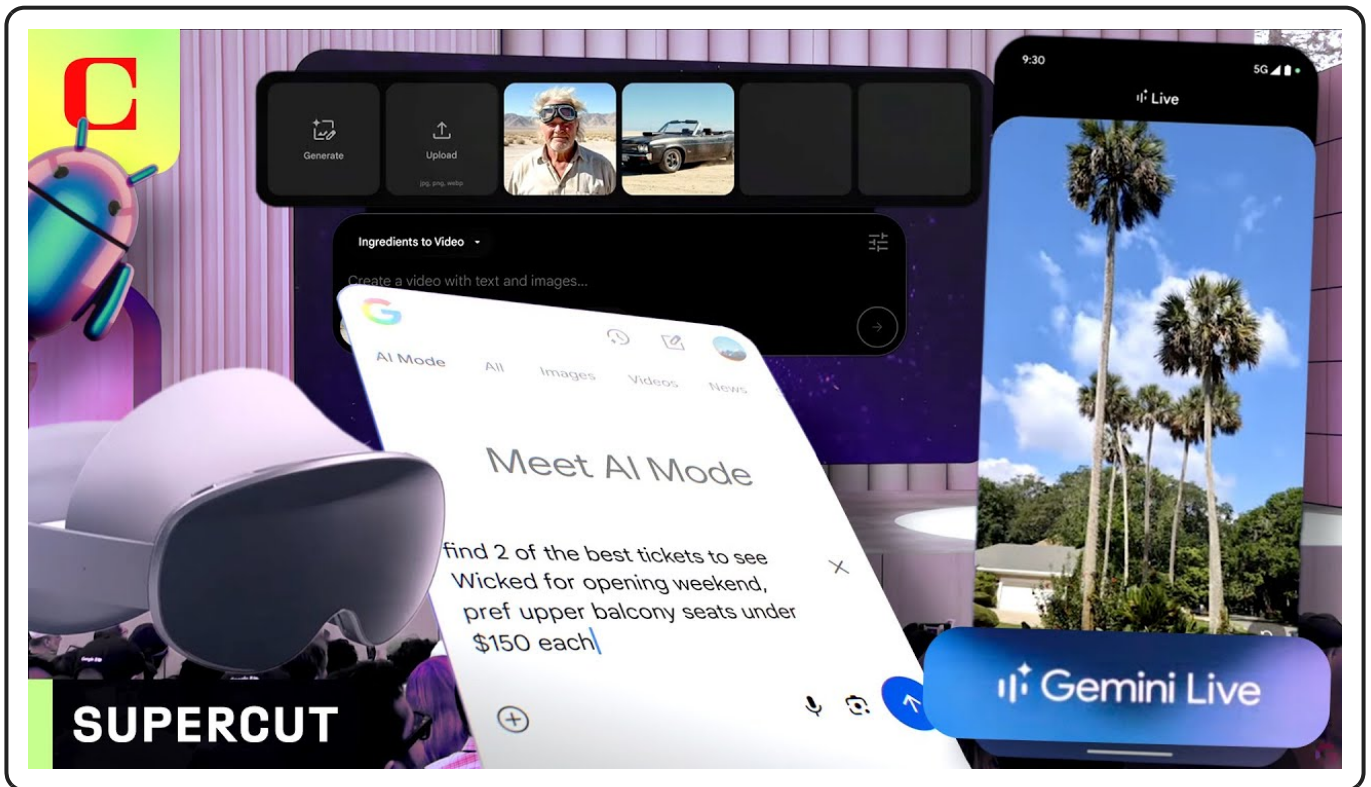 C
9:30
5G
Live
Generate
Upload
jpg, png, webp
Ingredients to Video
Create a video with text and images...
G
AI Mode
All
Images
Videos
News
Meet AI Mode
find 2 of the best tickets to see
Wicked for opening weekend,
pref upper balcony seats under
$150 each
Gemini Live
SUPERCUT